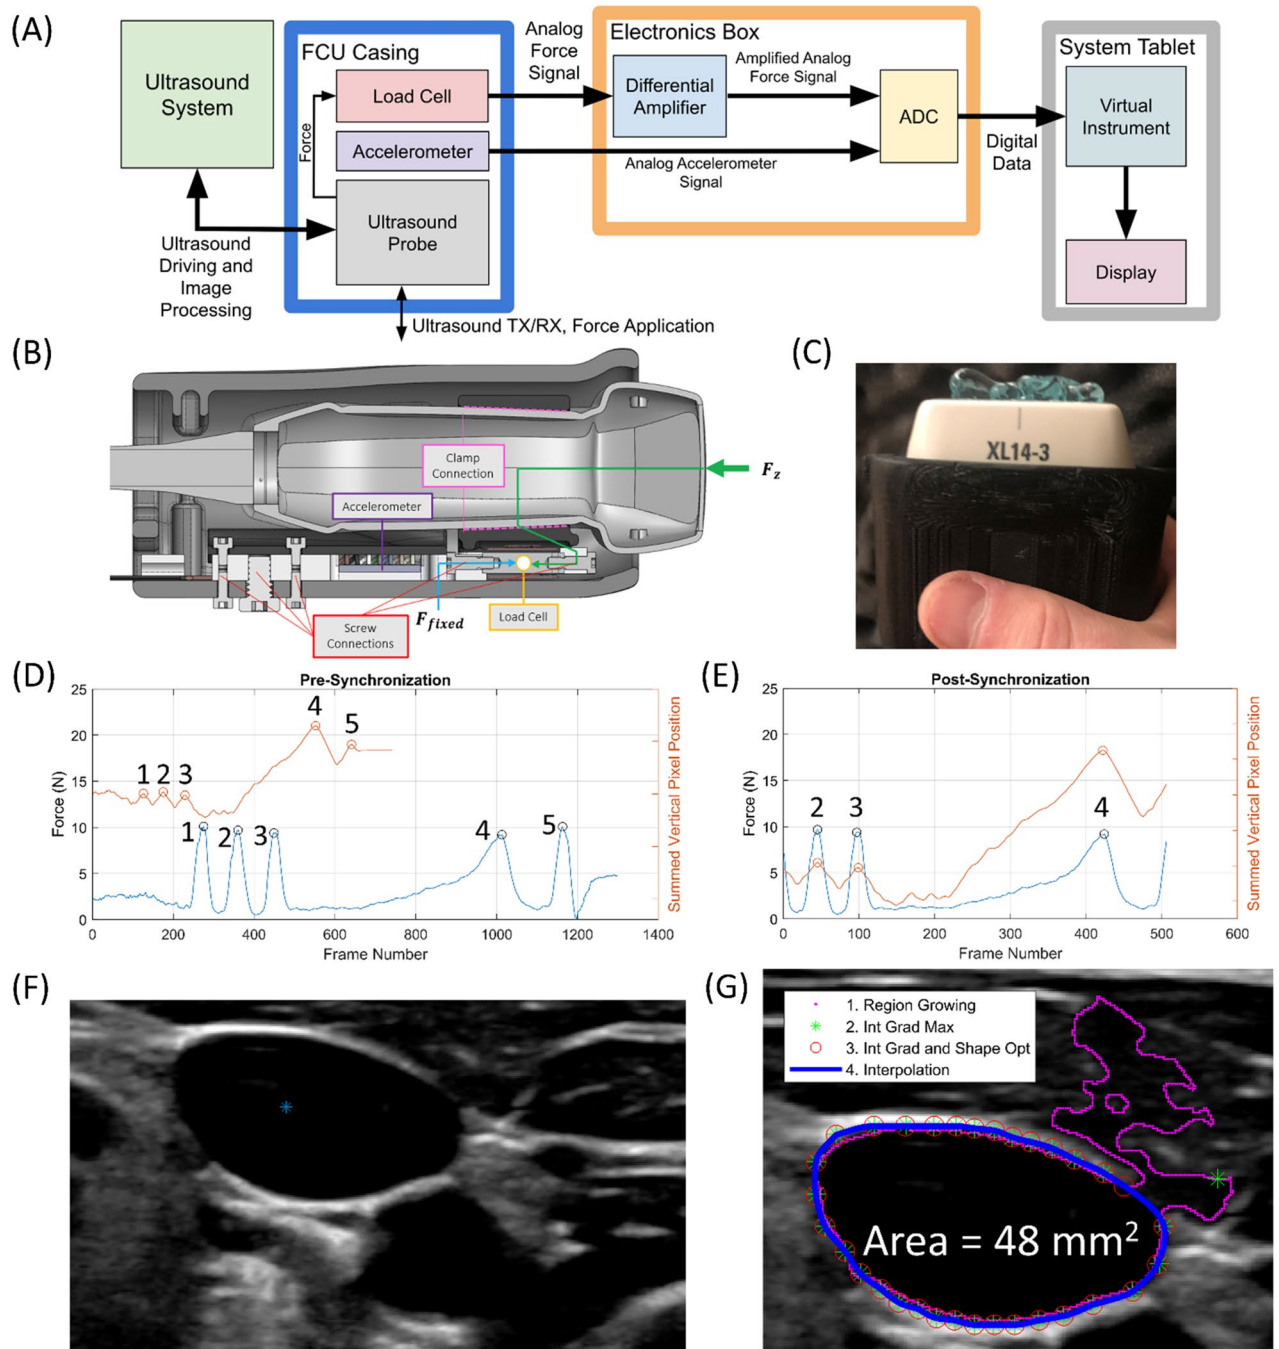 (A)
Ultrasound
System
FCU Casing
Load Cell
Accelerometer
Force
Ultrasound
Probe
Ultrasound
Driving and
Image
Processing
Ultrasound TX/RX, Force Application
Analog
Force
Signal
Electronics Box
Differential
Amplifier
Amplified Analog
Force Signal
ADC
Analog Accelerometer
Signal
Digital
Data
System Tablet
Virtual
Instrument
Display
(B)
Clamp
Connection
Accelerometer
F_z
F_fixed
Load Cell
Screw
Connections
(C)
XL14-3
(D)
Pre-Synchronization
25
20
15
10
5
0
Force (N)
1 2 3 4 5
1 2 3 4 5
0 200 400 600 800 1000 1200 1400
Frame Number
Summed Vertical Pixel Position
(E)
Post-Synchronization
25
20
15
10
5
0
Force (N)
2 3 4
0 100 200 300 400 500 600
Frame Number
Summed Vertical Pixel Position
(F)
(G)
1. Region Growing
2. Int Grad Max
3. Int Grad and Shape Opt
4. Interpolation
Area = 48 mm²